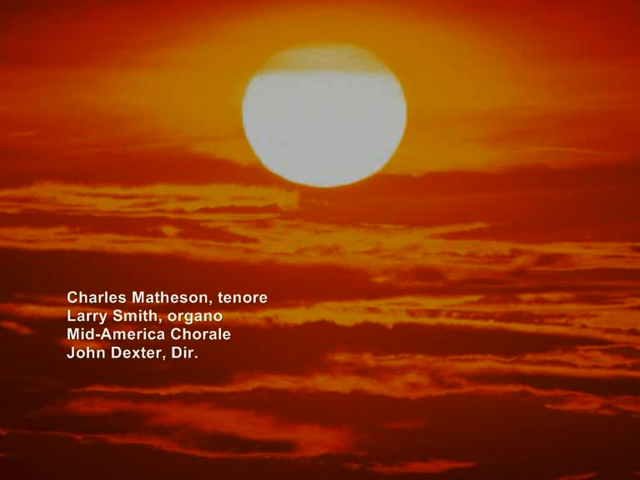 Charles Matheson, tenore
Larry Smith, organo
Mid-America Chorale
John Dexter, Dir.